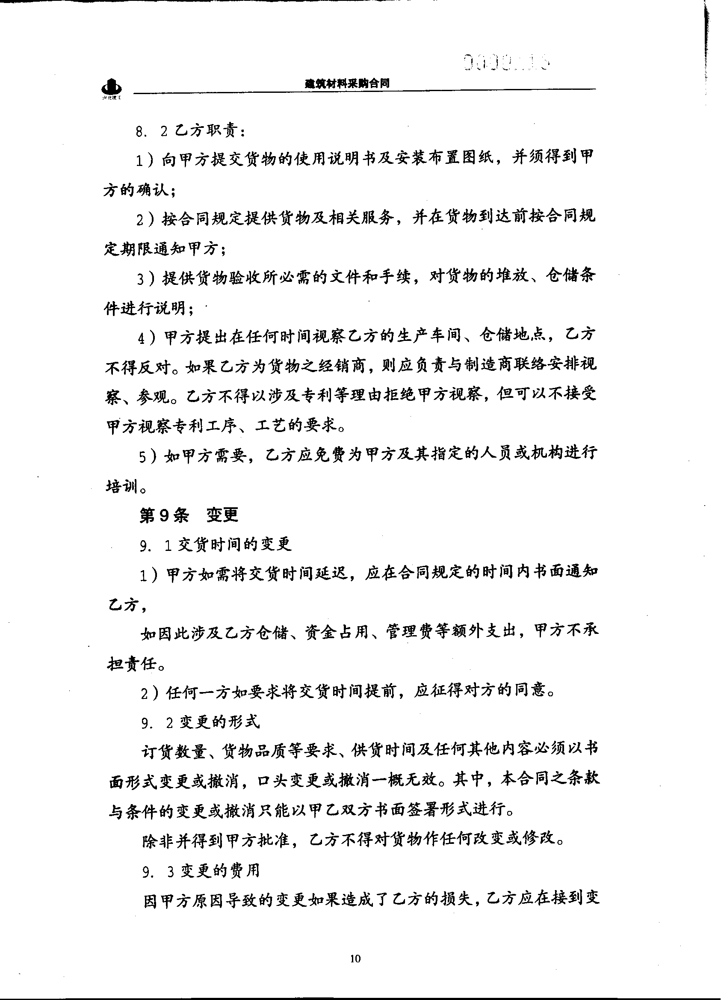 建筑材料采购合同
8. 2乙方职责：
1）向甲方提交货物的使用说明书及安装布置图纸，并须得到甲
方的确认；
2）按合同规定提供货物及相关服务，并在货物到达前按合同规
定期限通知甲方；
3）提供货物验收所必需的文件和手续，对货物的堆放、仓储条
件进行说明；
4）甲方提出在任何时间视察乙方的生产车间、仓储地点，乙方
不得反对。如果乙方为货物之经销商，则应负责与制造商联络安排视
察、参观。乙方不得以涉及专利等理由拒绝甲方视察，但可以不接受
甲方视察专利工序、工艺的要求。
5）如甲方需要，乙方应免费为甲方及其指定的人员或机构进行
培训。
第9条 变更
9. 1交货时间的变更
1）甲方如需将交货时间延迟，应在合同规定的时间内书面通知
乙方，
如因此涉及乙方仓储、资金占用、管理费等额外支出，甲方不承
担责任。
2）任何一方如要求将交货时间提前，应征得对方的同意。
9. 2变更的形式
订货数量、货物品质等要求、供货时间及任何其他内容必须以书
面形式变更或撤消，口头变更或撤消一概无效。其中，本合同之条款
与条件的变更或撤消只能以甲乙双方书面签署形式进行。
除非并得到甲方批准，乙方不得对货物作任何改变或修改。
9. 3变更的费用
因甲方原因导致的变更如果造成了乙方的损失，乙方应在接到变
10